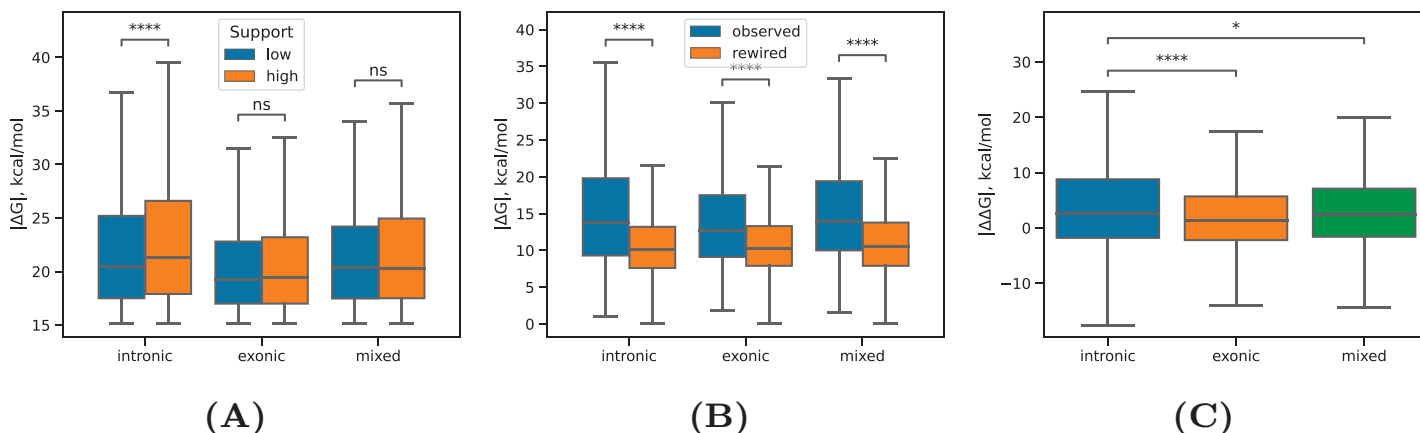 40
35
30
25
20
15
|ΔG|, kcal/mol
****
ns
ns
Support
low
high
intronic
exonic
mixed
(A)
40
35
30
25
20
15
10
5
0
|ΔG|, kcal/mol
****
****
****
observed
rewired
intronic
exonic
mixed
(B)
30
20
10
0
−10
|ΔΔG|, kcal/mol
*
****
intronic
exonic
mixed
(C)